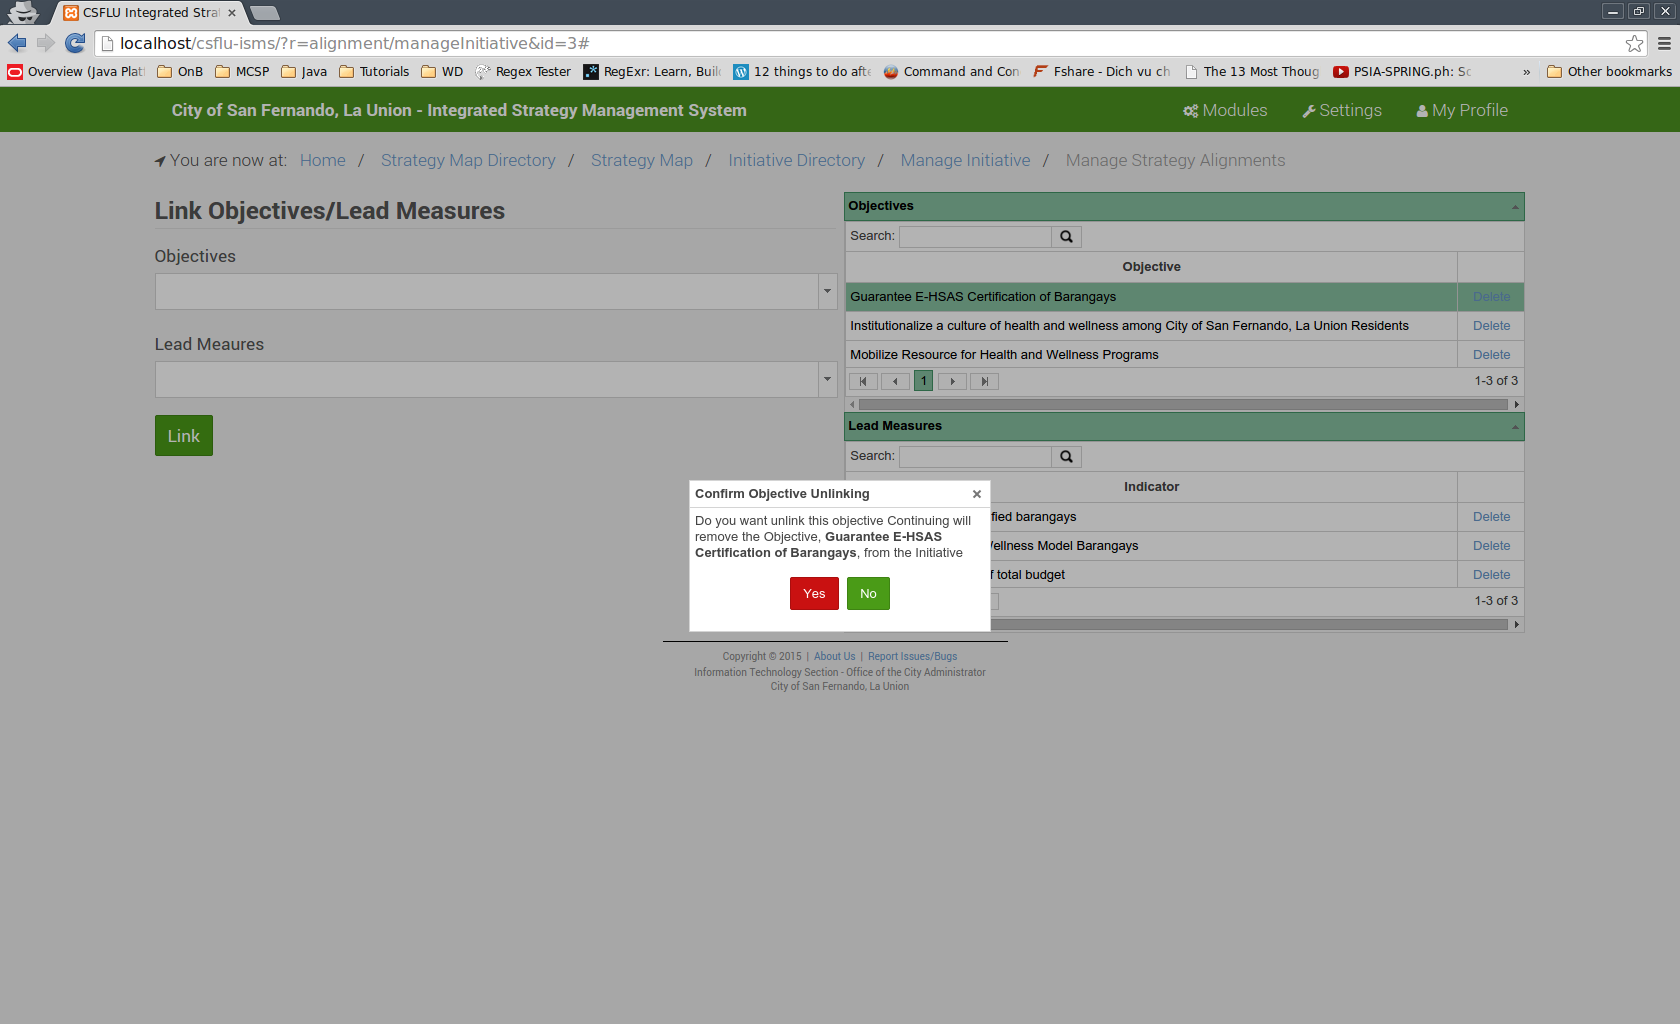 CSFLU Integrated Stra
localhost/csflu-isms/?r=alignment/manageInitiative&id=3#
Overview (Java Plat OnB MCSP Java Tutorials WD Regex Tester RegExr: Learn, Buil 12 things to do afte Command and Con Fshare - Dich vu ch The 13 Most Thoug PSIA-SPRING.ph: Sc » Other bookmarks
City of San Fernando, La Union - Integrated Strategy Management System Modules Settings My Profile
You are now at: Home / Strategy Map Directory / Strategy Map / Initiative Directory / Manage Initiative / Manage Strategy Alignments
Link Objectives/Lead Measures
Objectives
Lead Meaures
Link
Objectives
Search:
Objective
Guarantee E-HSAS Certification of Barangays Delete
Institutionalize a culture of health and wellness among City of San Fernando, La Union Residents Delete
Mobilize Resource for Health and Wellness Programs Delete
1 1-3 of 3
Lead Measures
Search:
Indicator
fied barangays Delete
ellness Model Barangays Delete
f total budget Delete
1-3 of 3
Confirm Objective Unlinking
Do you want unlink this objective Continuing will
remove the Objective, Guarantee E-HSAS
Certification of Barangays, from the Initiative
Yes No
Copyright © 2015 | About Us | Report Issues/Bugs
Information Technology Section - Office of the City Administrator
City of San Fernando, La Union